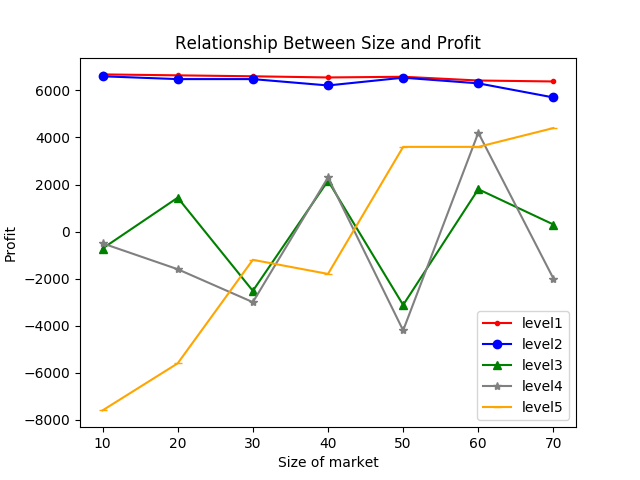 Relationship Between Size and Profit
Profit
6000
4000
2000
0
−2000
−4000
−6000
−8000
10 20 30 40 50 60 70
Size of market
level1
level2
level3
level4
level5